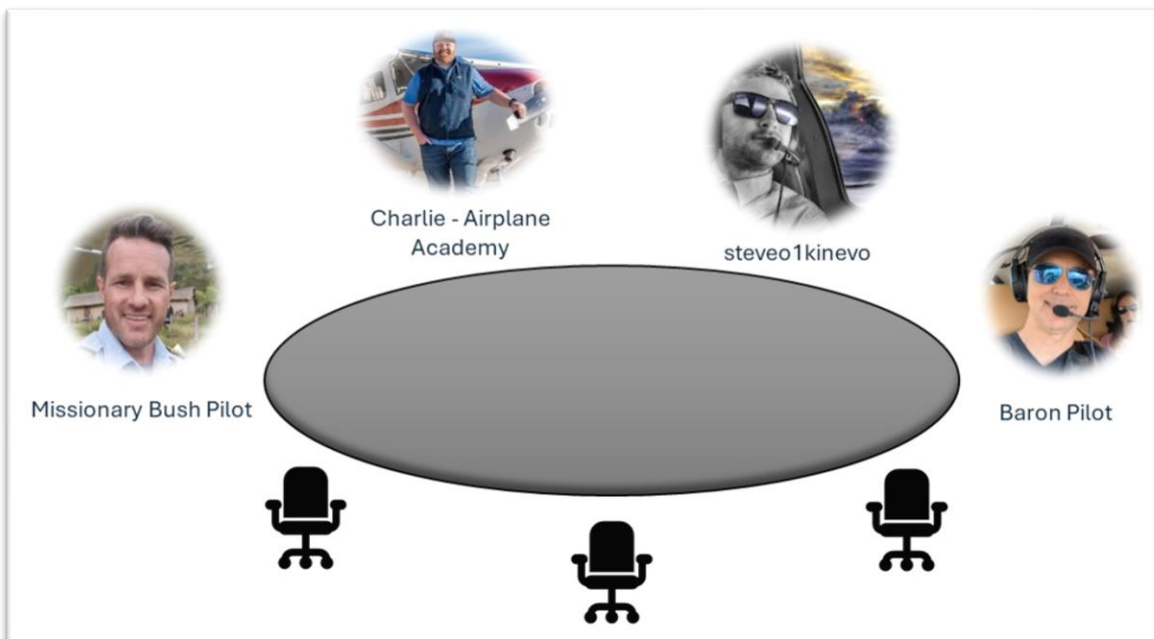 Charlie - Airplane
Academy
steveo1kinevo
Missionary Bush Pilot
Baron Pilot